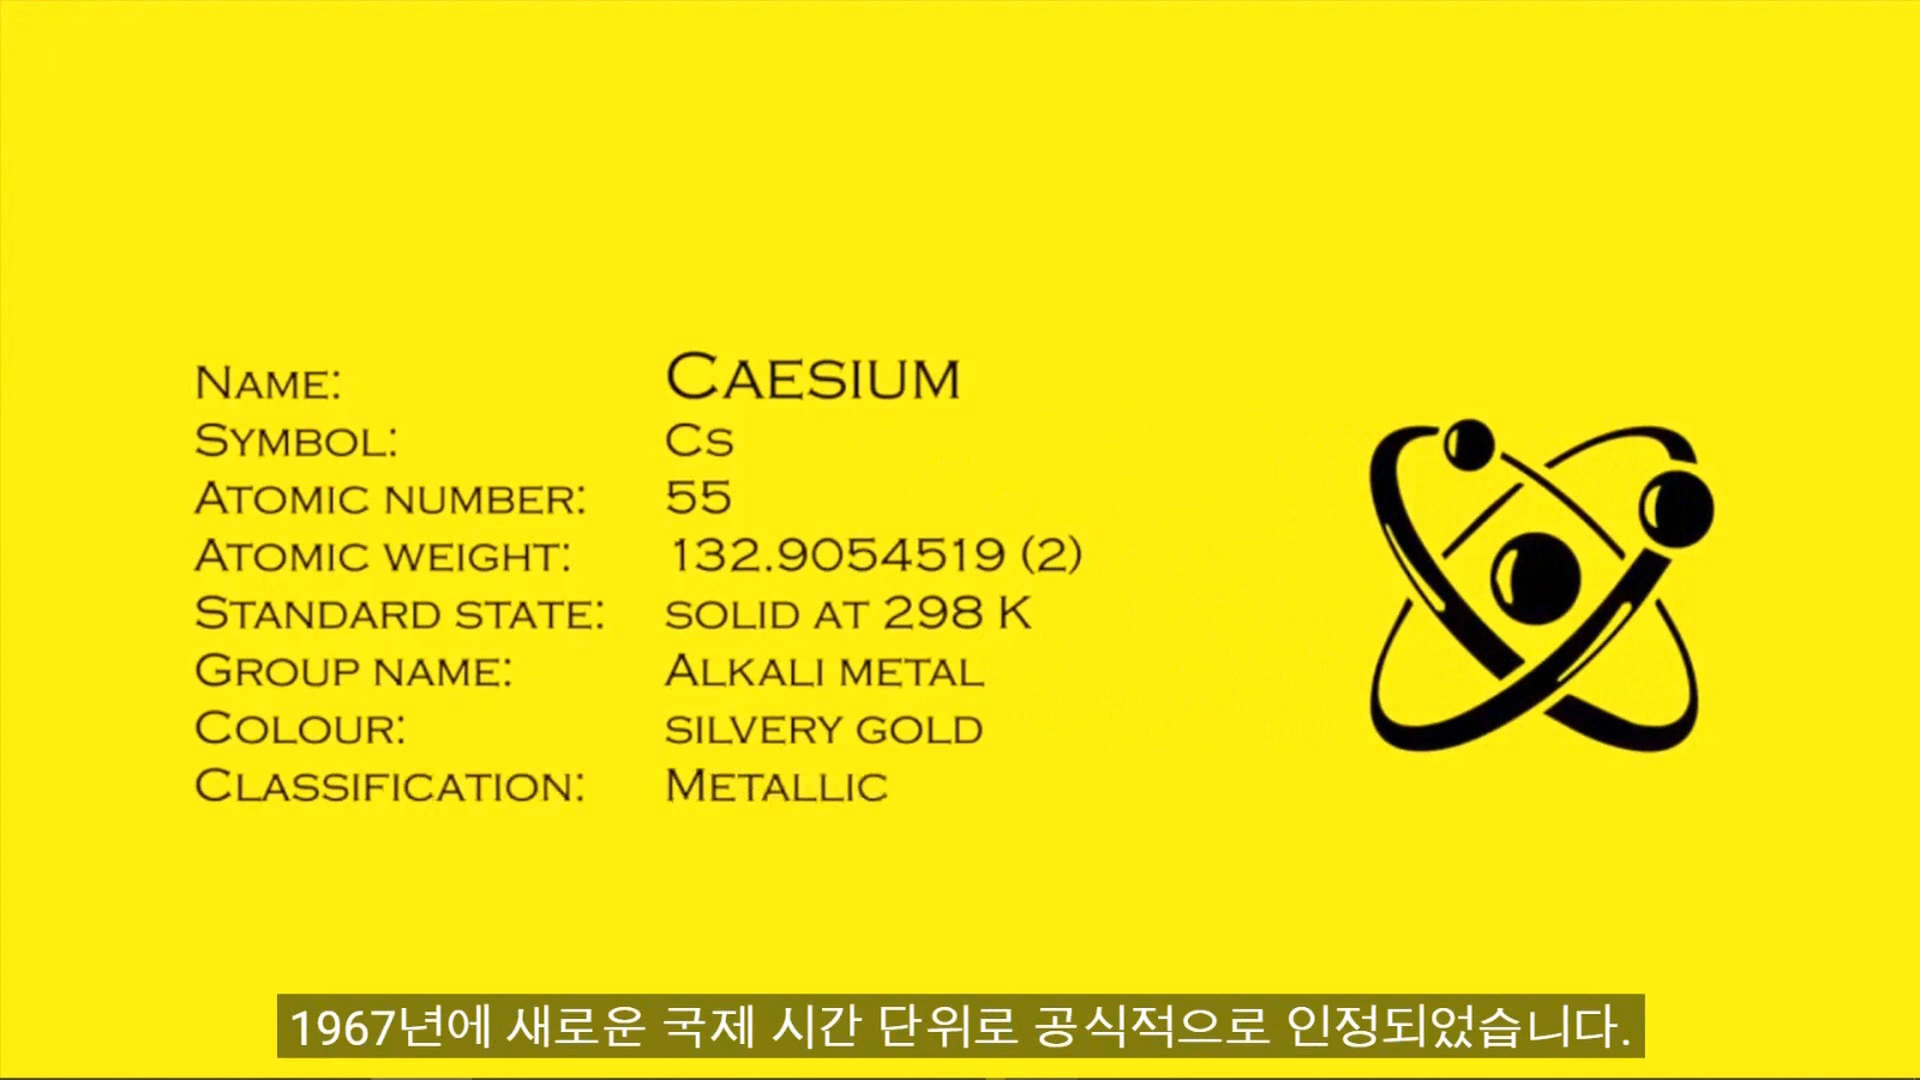 Name: Caesium
Symbol: Cs
Atomic number: 55
Atomic weight: 132.9054519 (2)
Standard state: solid at 298 K
Group name: Alkali metal
Colour: silvery gold
Classification: Metallic
1967년에 새로운 국제 시간 단위로 공식적으로 인정되었습니다.